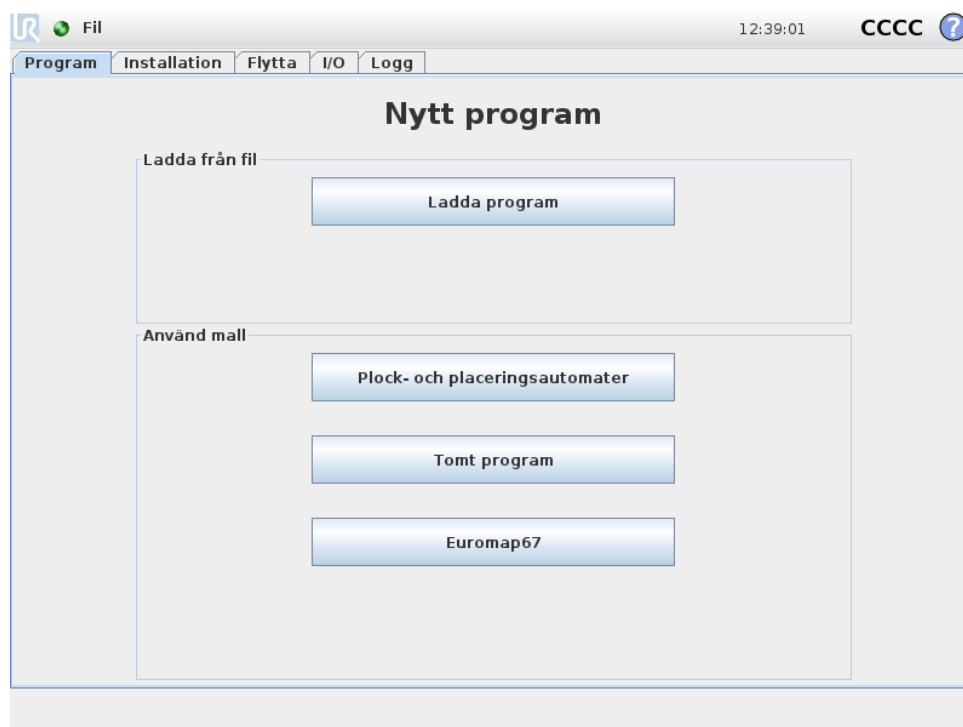 UR Fil 12:39:01 CCCC ?
Program Installation Flytta I/O Logg
Nytt program
Ladda från fil
Ladda program
Använd mall
Plock- och placeringsautomater
Tomt program
Euromap67